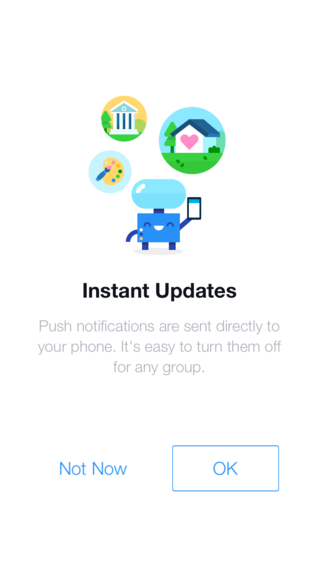 Instant Updates
Push notifications are sent directly to
your phone. It's easy to turn them off
for any group.
Not Now
OK